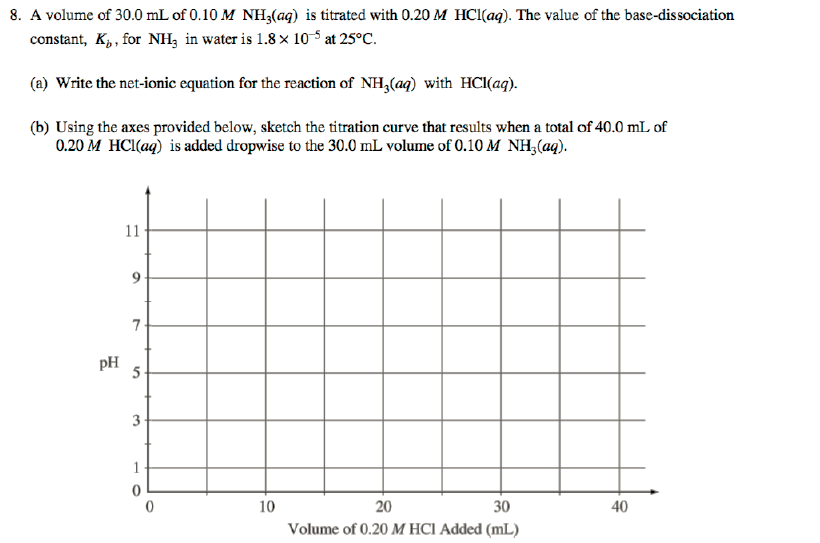 8. A volume of 30.0 mL of 0.10 M NH₃(aq) is titrated with 0.20 M HCl(aq). The value of the base-dissociation
constant, K_b, for NH₃ in water is 1.8 × 10⁻⁵ at 25°C.
(a) Write the net-ionic equation for the reaction of NH₃(aq) with HCl(aq).
(b) Using the axes provided below, sketch the titration curve that results when a total of 40.0 mL of
0.20 M HCl(aq) is added dropwise to the 30.0 mL volume of 0.10 M NH₃(aq).
11
9
7
pH
5
3
1
0
0 10 20 30 40
Volume of 0.20 M HCl Added (mL)